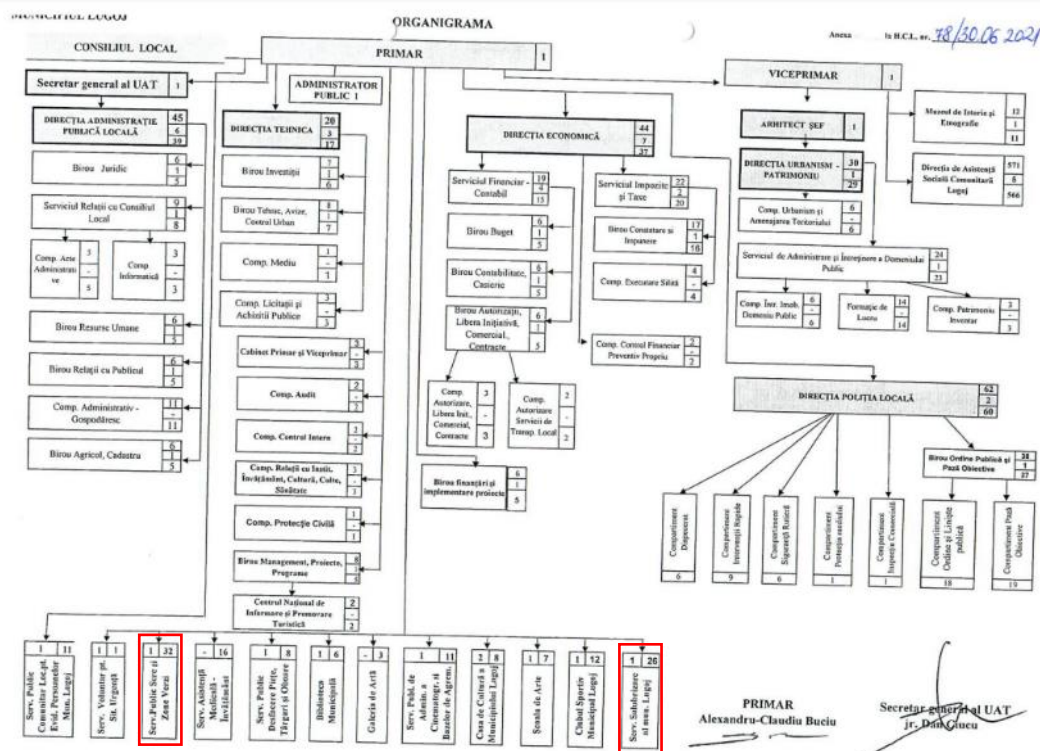 MUNICIPIUL LUGOJ
ORGANIGRAMA
Anexa la H.C.L. nr. 78/30.06 2021
CONSILIUL LOCAL
PRIMAR 1
VICEPRIMAR 1
Secretar general al UAT 1
ADMINISTRATOR
PUBLIC 1
DIRECȚIA ADMINISTRAȚIE
PUBLICĂ LOCALĂ
45
6
39
Birou Juridic
6
1
5
Serviciul Relații cu Consiliul
Local
9
1
8
Comp. Acte
Administrati
ve
5
-
5
Comp
Informatică
3
-
3
Birou Resurse Umane
6
1
5
Birou Relații cu Publicul
6
1
5
Comp. Administrativ -
Gospodăresc
11
-
11
Birou Agricol, Cadastru
6
1
5
DIRECȚIA TEHNICA
20
3
17
Birou Investiții
7
1
6
Birou Tehnic, Avize,
Control Urban
8
1
7
Comp. Mediu
1
-
1
Comp. Licitații și
Achizitii Publice
3
-
3
Cabinet Primar și Viceprimar
3
-
3
Comp. Audit
2
-
2
Comp. Control Intern
2
-
2
Comp. Relații cu Instit.
Învățământ, Cultură, Culte,
Sănătate
3
-
3
Comp. Protecție Civilă
1
-
1
Birou Management, Proiecte,
Programe
Centrul Național de
Informare și Promovare
Turistică
2
-
2
DIRECȚIA ECONOMICĂ
44
7
37
Serviciul Financiar -
Contabil
19
4
15
Birou Buget
6
1
5
Birou Contabilitate,
Casierie
6
1
5
Birou Autorizații,
Libera Inițiativă,
Comercial.,
Contracte
6
1
5
Comp.
Autorizare,
Libera Init.,
Comercial,
Contracte
3
-
3
Comp.
Autorizare
Servicii de
Transp. Local
2
-
2
Birou finanțări și
implementare proiecte
6
1
5
Serviciul Impozite
și Taxe
22
2
20
Birou Constatare si
Impunere
17
1
16
Comp. Executare Silită
4
-
4
Comp. Control Financiar
Preventiv Propriu
2
-
2
ARHITECT ȘEF 1
DIRECȚIA URBANISM -
PATRIMONIU
30
1
29
Comp. Urbanism și
Amenajarea Teritoriului
6
-
6
Serviciul de Administrare și Întreținere a Domeniului
Public
24
1
23
Comp. Într. Imob.
Domeniu Public
6
-
6
Formație de
Lucru
14
-
14
Comp. Patrimoniu
Inventar
3
-
3
Muzeul de Istorie și
Etnografie
12
1
11
Direcția de Asistență
Socială Comunitară
Lugoj
571
5
566
DIRECȚIA POLIȚIA LOCALĂ
62
2
60
Birou Ordine Publică și
Pază Obiective
38
1
37
Compartiment
Dispecerat
6
Compartiment
Intervenții Rapide
9
Compartiment
Siguranță Rutieră
6
Compartiment
Protecția mediului
1
Compartiment
Inspecție Comercială
1
Compartiment
Ordine și Liniște
publică
18
Compartiment Pază
Obiective
19
1 11
Serv. Public
Comunitar Loc.pt.
Evid. Persoanelor
Mun. Lugoj
1 1
Serv. Voluntar pt.
Sit. Urgență
1 32
Serv.Public Sere și
Zone Verzi
- 16
Serv. Asistență
Medicală -
Învățământ
1 8
Serv. Public
Desfacere Piețe,
Târguri și Oboare
1 6
Biblioteca
Municipală
- 3
Galeria de Artă
1 11
Serv. Publ. de
Admin. a
Cinematogr. si
Bazelor de Agrem.
2 8
Casa de Cultură a
Municipiului Lugoj
1 7
Școala de Arte
1 12
Clubul Sportiv
Municipal Lugoj
1 26
Serv. Salubrizare
al mun. Lugoj
PRIMAR
Alexandru-Claudiu Buciu
Secretar general al UAT
jr. Dan Ciucu